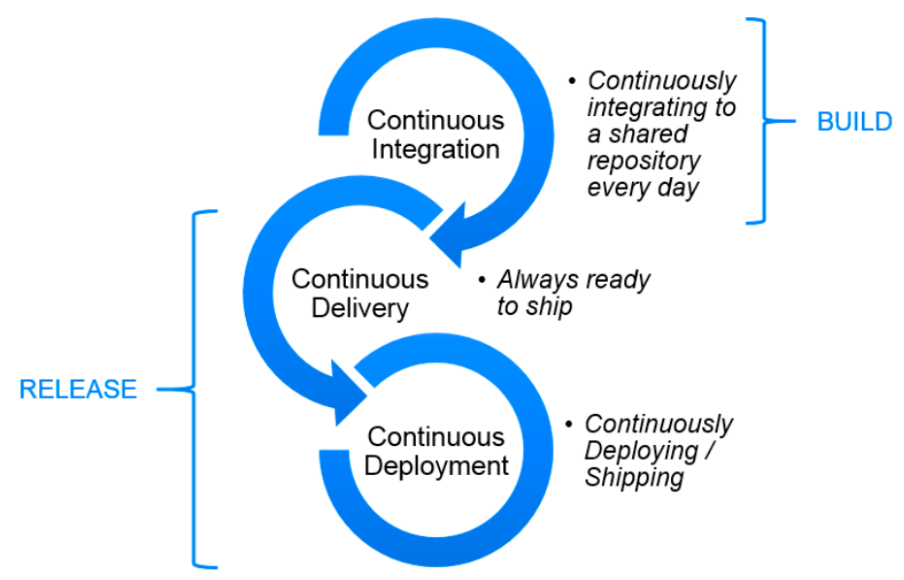 Continuous
Integration
• Continuously
integrating to
a shared
repository
every day
BUILD
Continuous
Delivery
• Always ready
to ship
RELEASE
Continuous
Deployment
• Continuously
Deploying /
Shipping